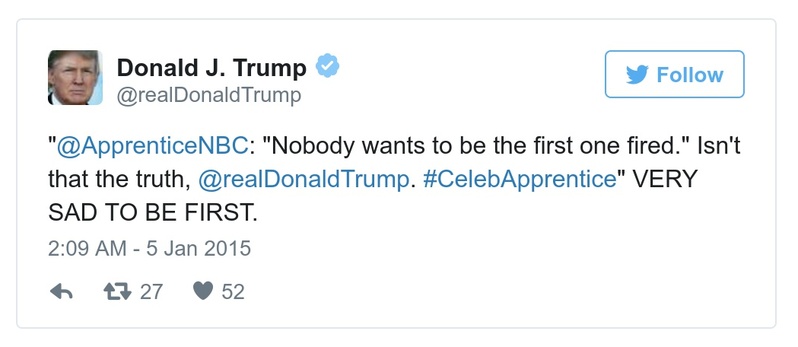 Donald J. Trump
@realDonaldTrump
Follow
"@ApprenticeNBC: "Nobody wants to be the first one fired." Isn't
that the truth, @realDonaldTrump. #CelebApprentice" VERY
SAD TO BE FIRST.
2:09 AM - 5 Jan 2015
27 52